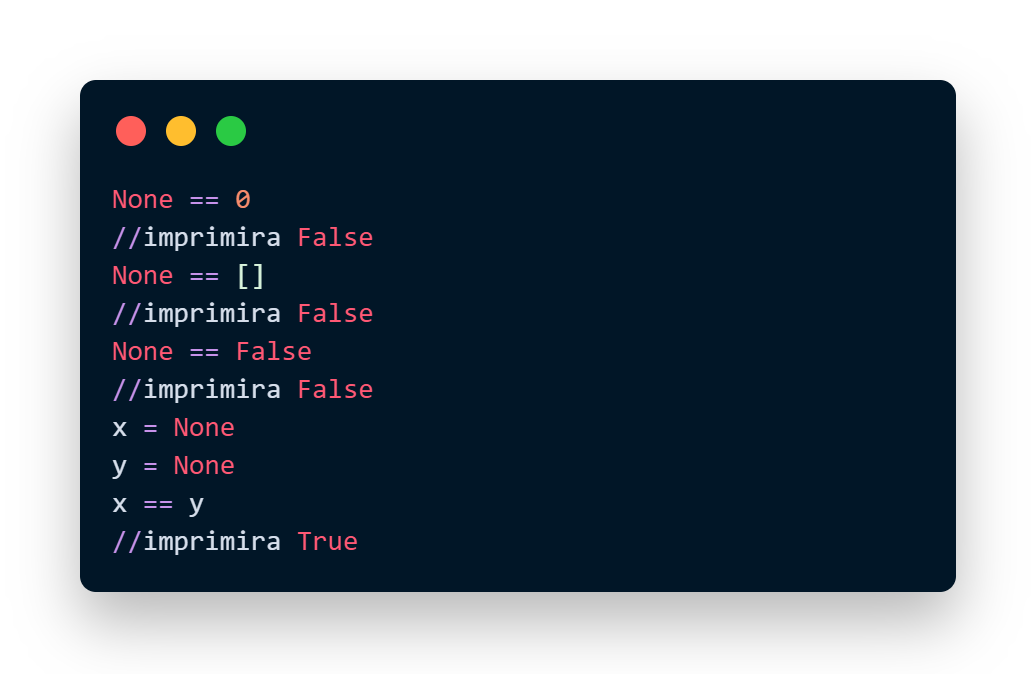 None == 0
//imprimira False
None == []
//imprimira False
None == False
//imprimira False
x = None
y = None
x == y
//imprimira True